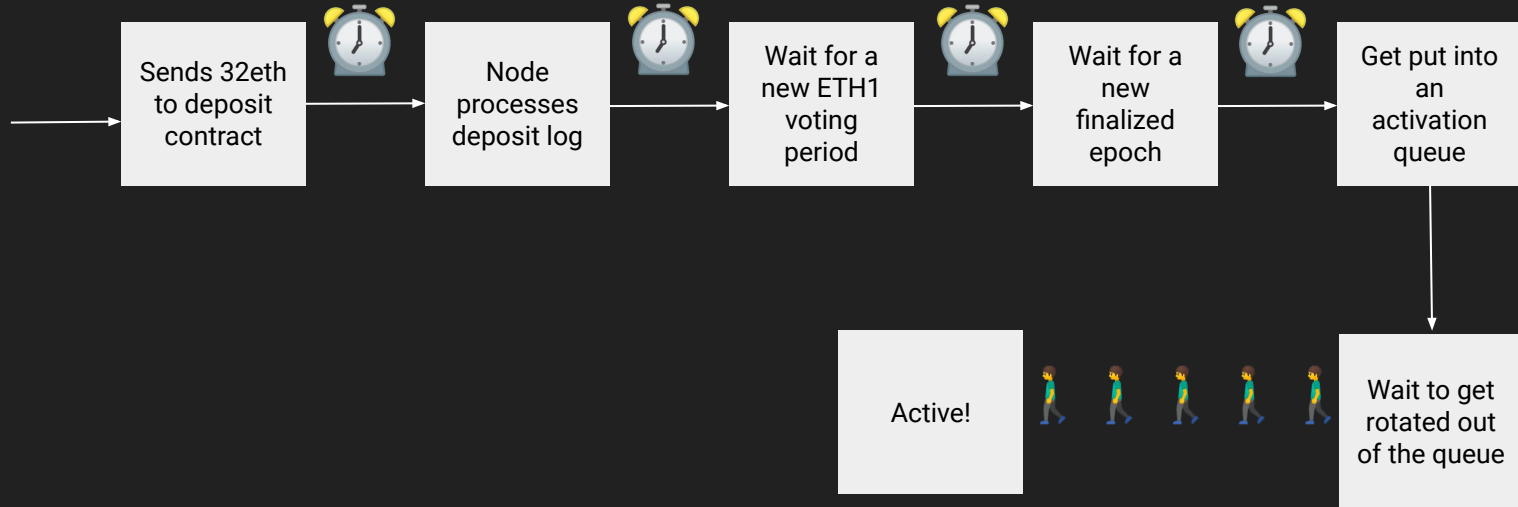 Sends 32eth
to deposit
contract
Node
processes
deposit log
Wait for a
new ETH1
voting
period
Wait for a
new
finalized
epoch
Get put into
an
activation
queue
Active!
Wait to get
rotated out
of the queue